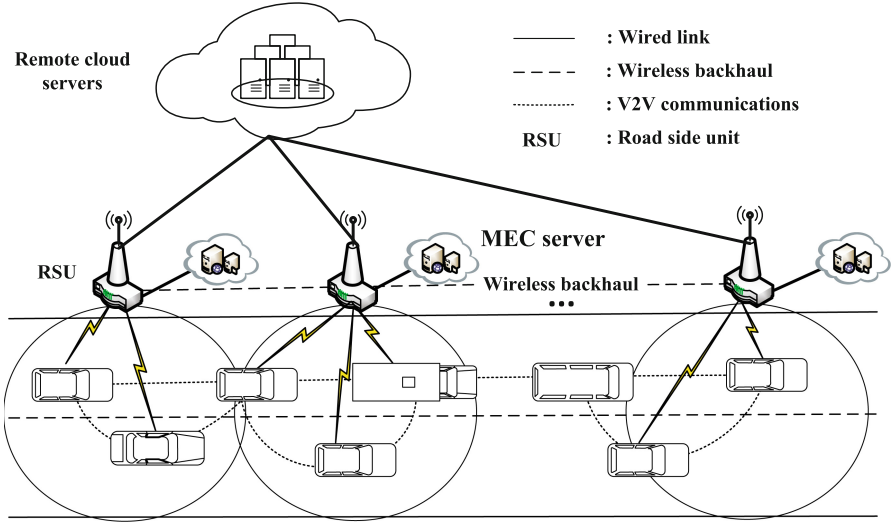 Remote cloud
servers
: Wired link
: Wireless backhaul
: V2V communications
RSU : Road side unit
MEC server
RSU
Wireless backhaul
...